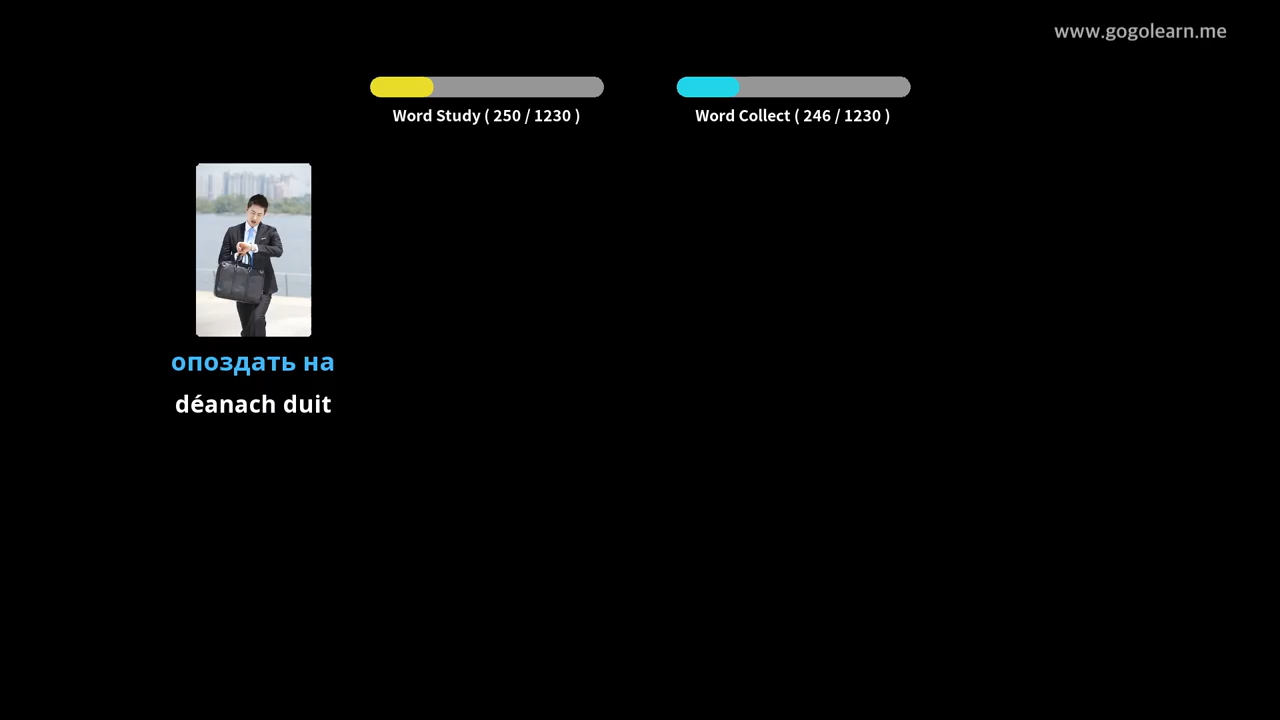 www.gogolearn.me
Word Study ( 250 / 1230 )
Word Collect ( 246 / 1230 )
опоздать на
déanach duit